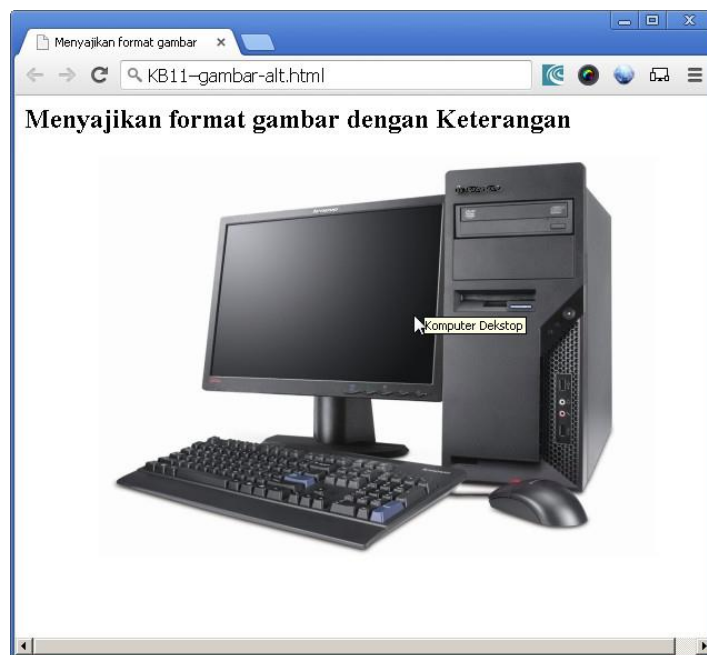 Menyajikan format gambar
KB11–gambar-alt.html
Menyajikan format gambar dengan Keterangan
Komputer Dekstop